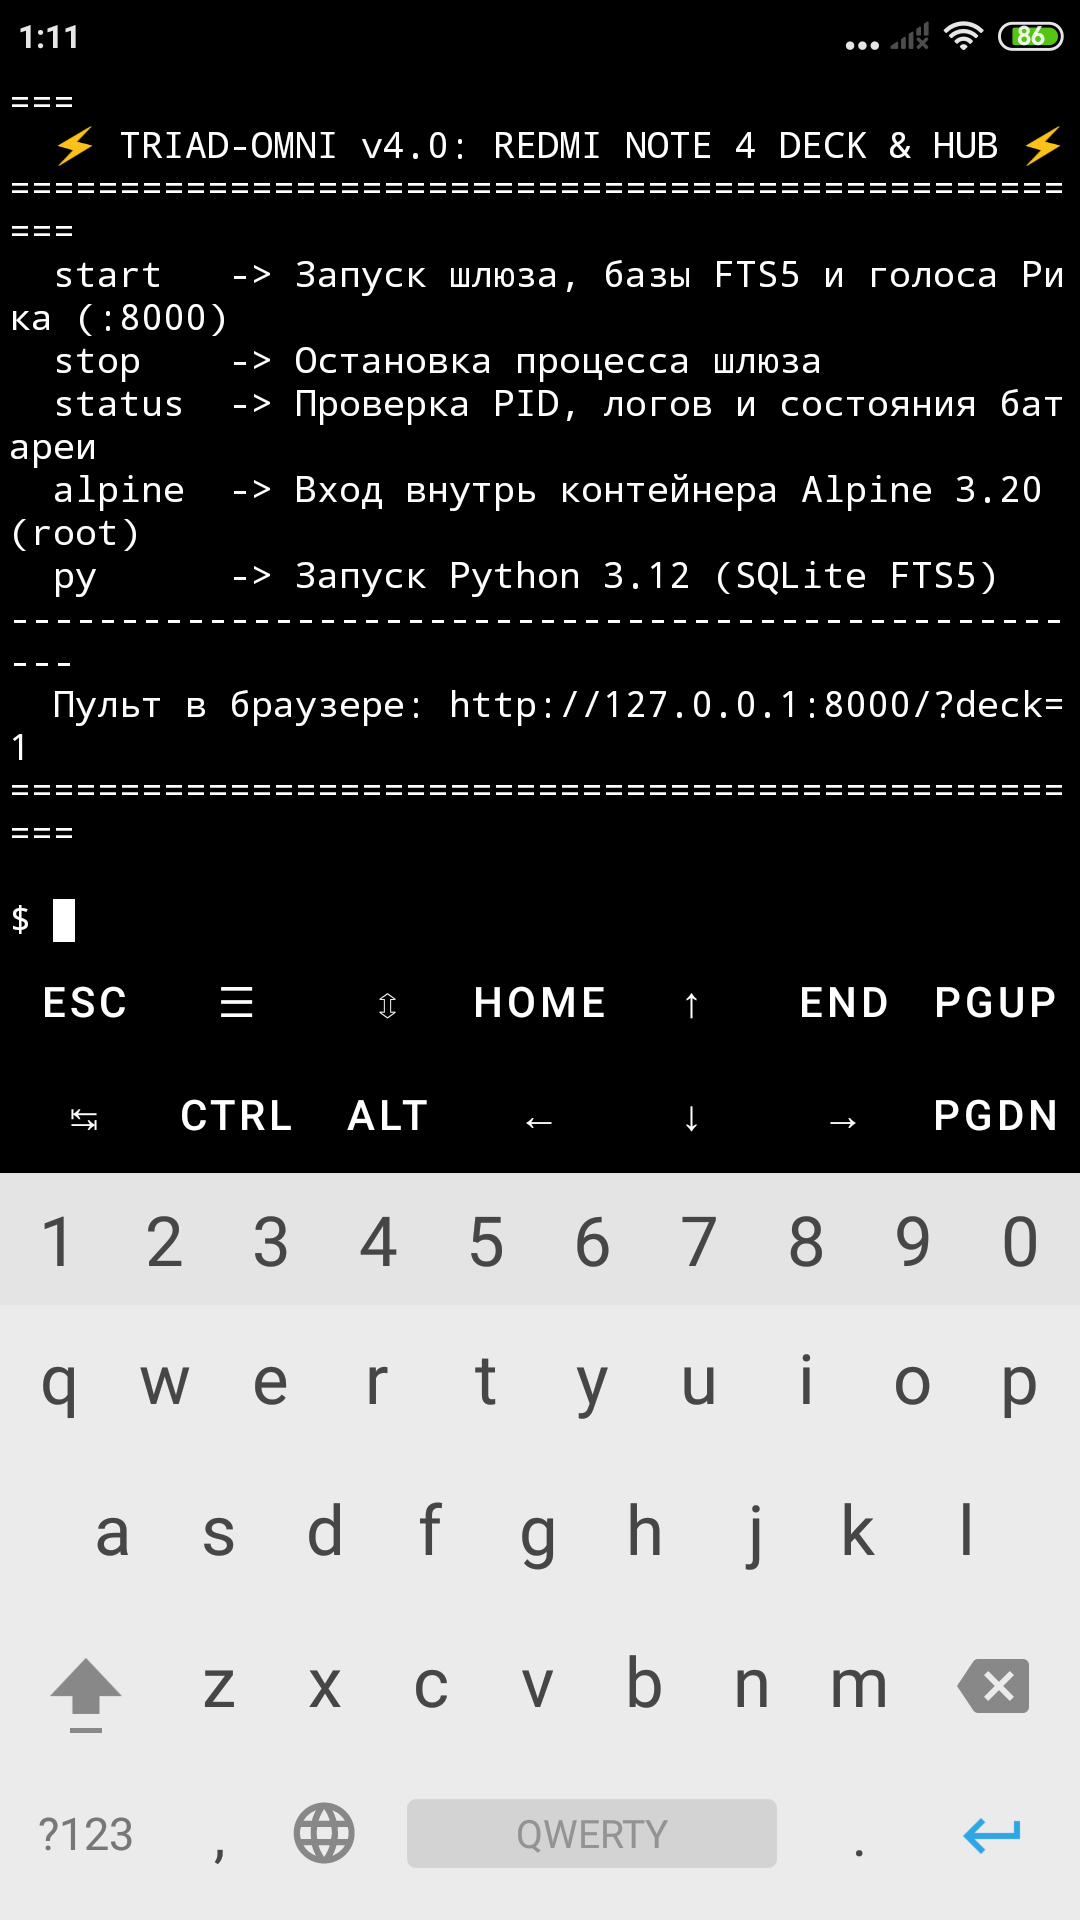 1:11
86
===
⚡ TRIAD-OMNI v4.0: REDMI NOTE 4 DECK & HUB ⚡
================================================
===
start   -> Запуск шлюза, базы FTS5 и голоса Ри
ка (:8000)
stop    -> Остановка процесса шлюза
status  -> Проверка PID, логов и состояния бат
ареи
alpine  -> Вход внутрь контейнера Alpine 3.20
(root)
py      -> Запуск Python 3.12 (SQLite FTS5)
------------------------------------------------
---
Пульт в браузере: http://127.0.0.1:8000/?deck=
1
================================================
===
$
ESC ☰ ⇳ HOME ↑ END PGUP
↹ CTRL ALT ← ↓ → PGDN
1 2 3 4 5 6 7 8 9 0
q w e r t y u i o p
a s d f g h j k l
z x c v b n m
?123 , QWERTY .